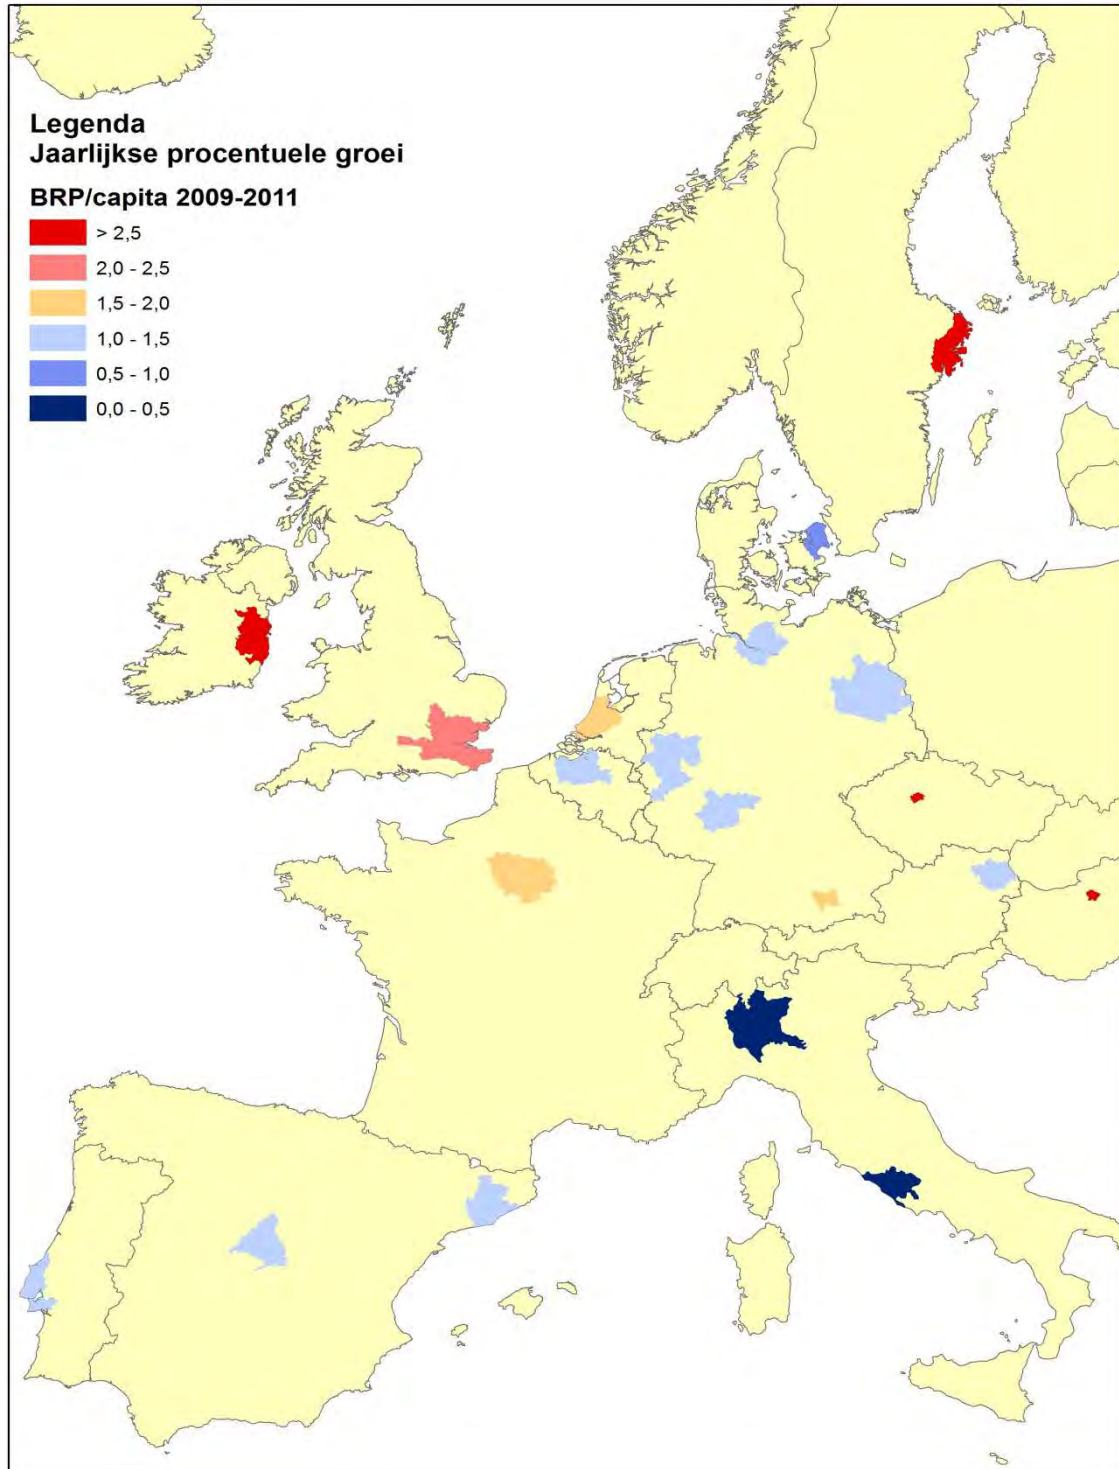 Legenda
Jaarlijkse procentuele groei
BRP/capita 2009-2011
> 2,5
2,0 - 2,5
1,5 - 2,0
1,0 - 1,5
0,5 - 1,0
0,0 - 0,5